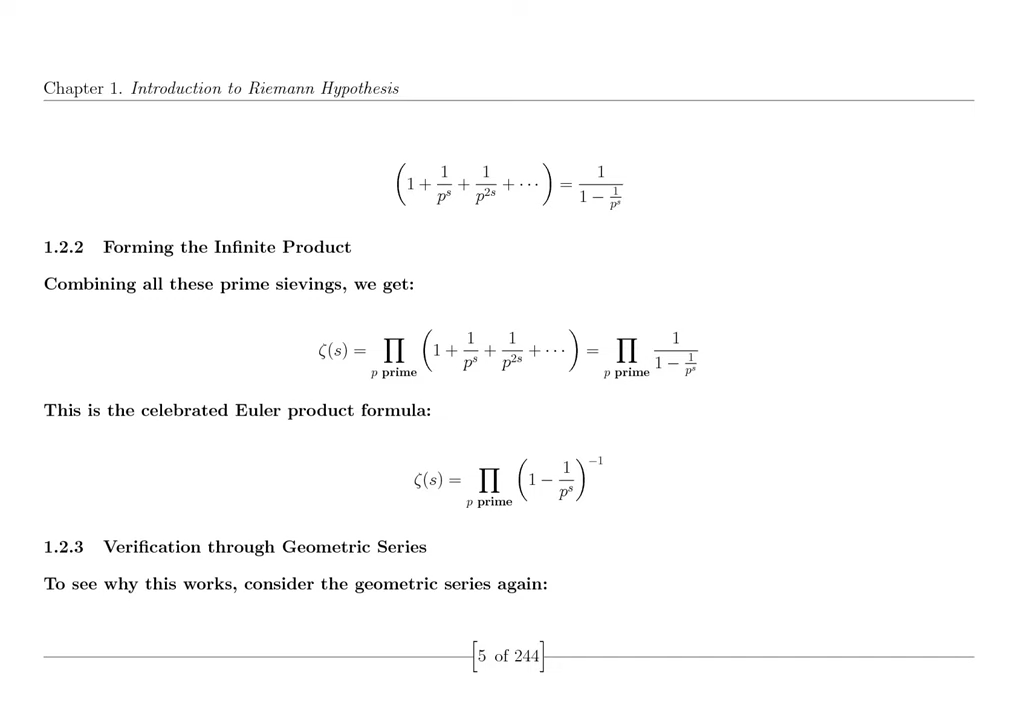 Chapter 1. Introduction to Riemann Hypothesis
(1 + 1/p^s + 1/p^{2s} + ⋯) = 1/(1 − 1/p^s)
1.2.2 Forming the Infinite Product
Combining all these prime sievings, we get:
ζ(s) = ∏_{p prime} (1 + 1/p^s + 1/p^{2s} + ⋯) = ∏_{p prime} 1/(1 − 1/p^s)
This is the celebrated Euler product formula:
ζ(s) = ∏_{p prime} (1 − 1/p^s)^{−1}
1.2.3 Verification through Geometric Series
To see why this works, consider the geometric series again:
[5 of 244]